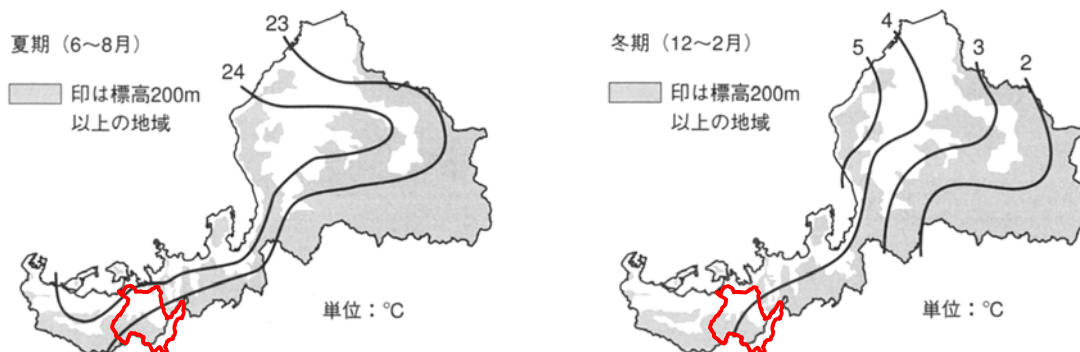 夏期（6～8月）
印は標高200m
以上の地域
23
24
単位：℃
冬期（12～2月）
印は標高200m
以上の地域
5
4
3
2
単位：℃